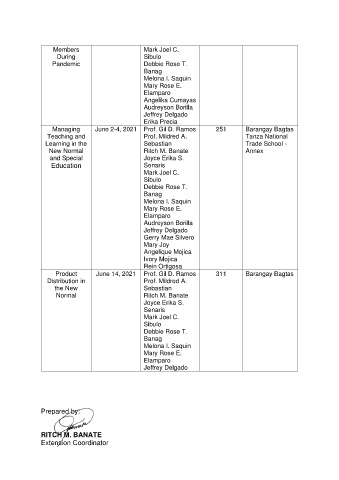 Members
During
Pandemic
Mark Joel C.
Sibulo
Debbie Rose T.
Banag
Melona I. Saquin
Mary Rose E.
Elamparo
Angelika Cumayas
Audreyson Borilla
Jeffrey Delgado
Erika Precia
Managing
Teaching and
Learning in the
New Normal
and Special
Education
June 2-4, 2021
Prof. Gil D. Ramos
Prof. Mildred A.
Sebastian
Ritch M. Banate
Joyce Erika S.
Senaris
Mark Joel C.
Sibulo
Debbie Rose T.
Banag
Melona I. Saquin
Mary Rose E.
Elamparo
Audreyson Borilla
Jeffrey Delgado
Gerry Mae Silvero
Mary Joy
Angelique Mojica
Ivory Mojica
Rein Ortigosa
251
Barangay Bagtas
Tanza National
Trade School -
Annex
Product
Distribution in
the New
Normal
June 14, 2021
Prof. Gil D. Ramos
Prof. Mildred A.
Sebastian
Ritch M. Banate
Joyce Erika S.
Senaris
Mark Joel C.
Sibulo
Debbie Rose T.
Banag
Melona I. Saquin
Mary Rose E.
Elamparo
Jeffrey Delgado
311
Barangay Bagtas
Prepared by:
RITCH M. BANATE
Extension Coordinator